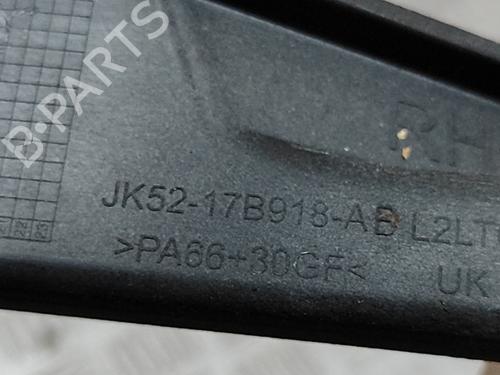 B-PARTS
RH
JK52-17B918-AB L2LT
>PA66+30GF< UK